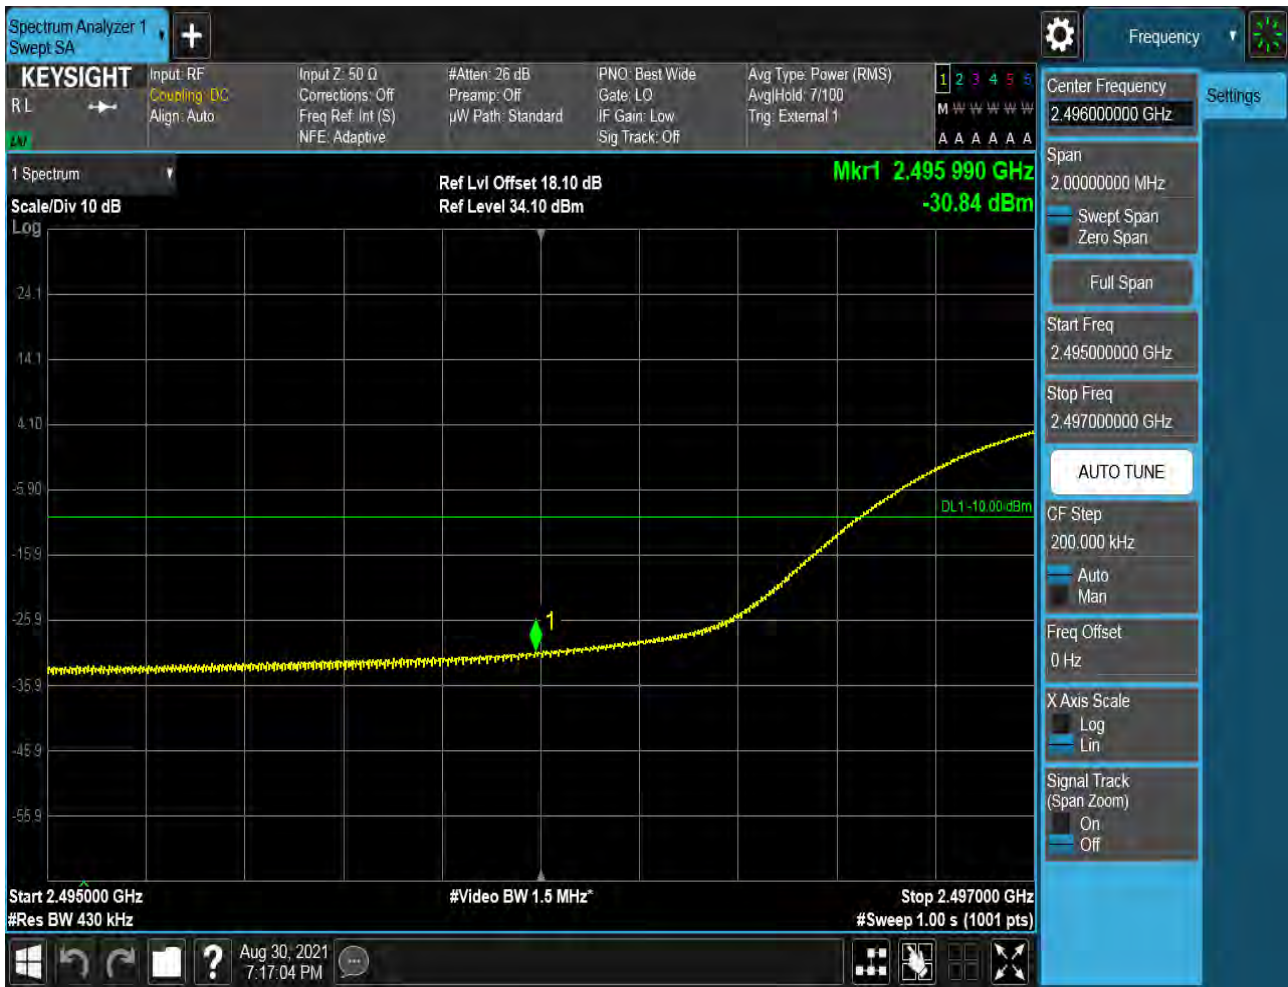 Spectrum Analyzer 1
Swept SA
+
Frequency
KEYSIGHT
R L
Input: RF
Coupling: DC
Align: Auto
Input Z: 50 Ω
Corrections: Off
Freq Ref: Int (S)
NFE: Adaptive
#Atten: 26 dB
Preamp: Off
µW Path: Standard
PNO: Best Wide
Gate: LO
IF Gain: Low
Sig Track: Off
Avg Type: Power (RMS)
Avg|Hold: 7/100
Trig: External 1
1 2 3 4 5 6
M W W W W W
A A A A A A
1 Spectrum
Scale/Div 10 dB
Ref Lvl Offset 18.10 dB
Ref Level 34.10 dBm
Mkr1 2.495 990 GHz
-30.84 dBm
Log
24.1
14.1
4.10
-5.90
DL1 -10.00 dBm
-15.9
-25.9
1
-35.9
-45.9
-55.9
Start 2.495000 GHz
#Res BW 430 kHz
#Video BW 1.5 MHz*
Stop 2.497000 GHz
#Sweep 1.00 s (1001 pts)
Center Frequency
2.496000000 GHz
Settings
Span
2.00000000 MHz
Swept Span
Zero Span
Full Span
Start Freq
2.495000000 GHz
Stop Freq
2.497000000 GHz
AUTO TUNE
CF Step
200.000 kHz
Auto
Man
Freq Offset
0 Hz
X Axis Scale
Log
Lin
Signal Track
(Span Zoom)
On
Off
?
Aug 30, 2021
7:17:04 PM